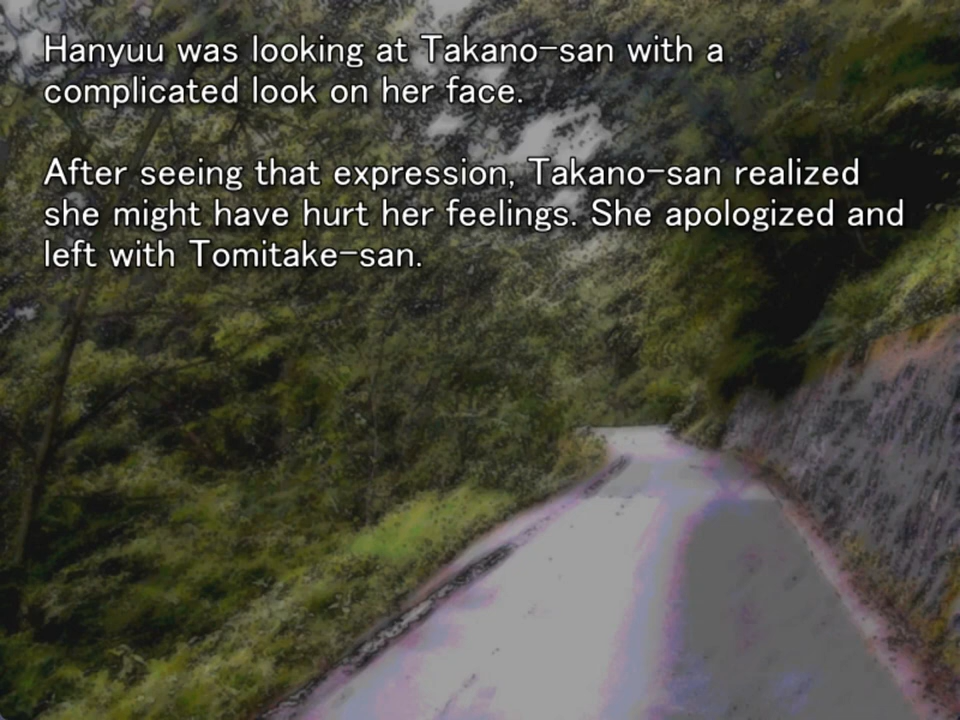 Hanyuu was looking at Takano-san with a
complicated look on her face.
After seeing that expression, Takano-san realized
she might have hurt her feelings. She apologized and
left with Tomitake-san.